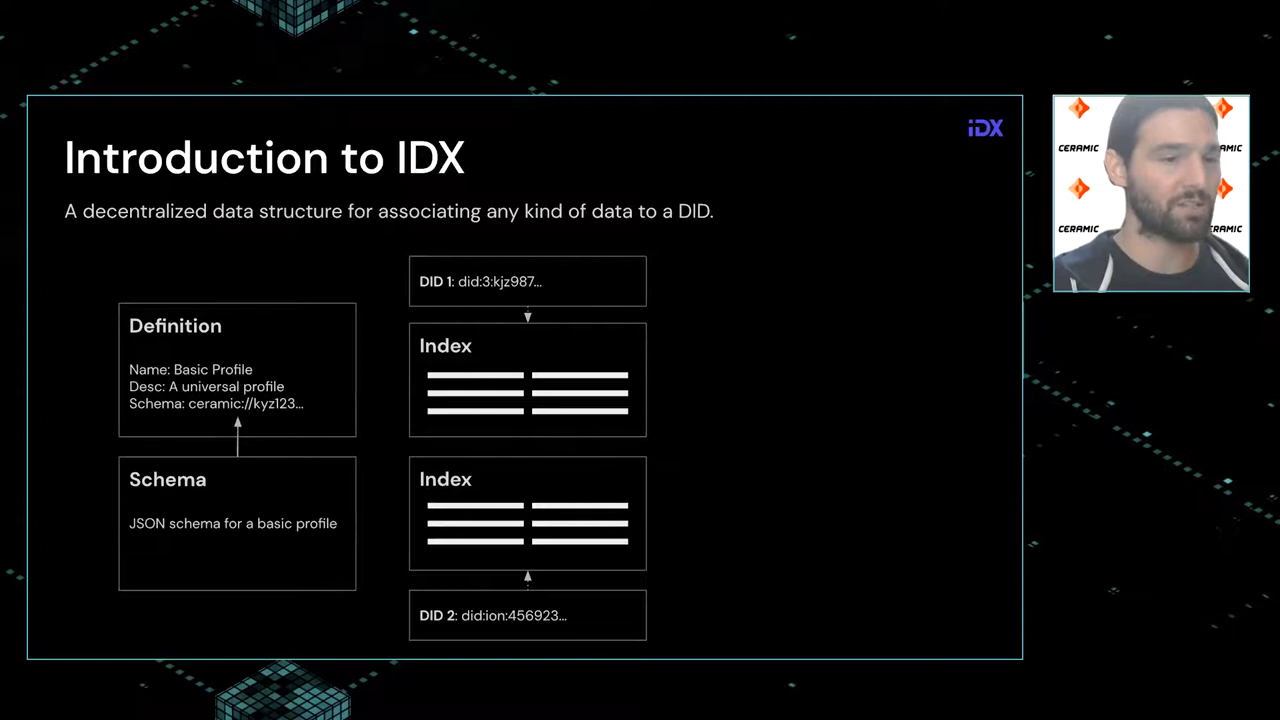 Introduction to IDX
A decentralized data structure for associating any kind of data to a DID.
iDX
Definition
Name: Basic Profile
Desc: A universal profile
Schema: ceramic://kyz123...
Schema
JSON schema for a basic profile
DID 1: did:3:kjz987...
Index
Index
DID 2: did:ion:456923...
CERAMIC
CERAMIC